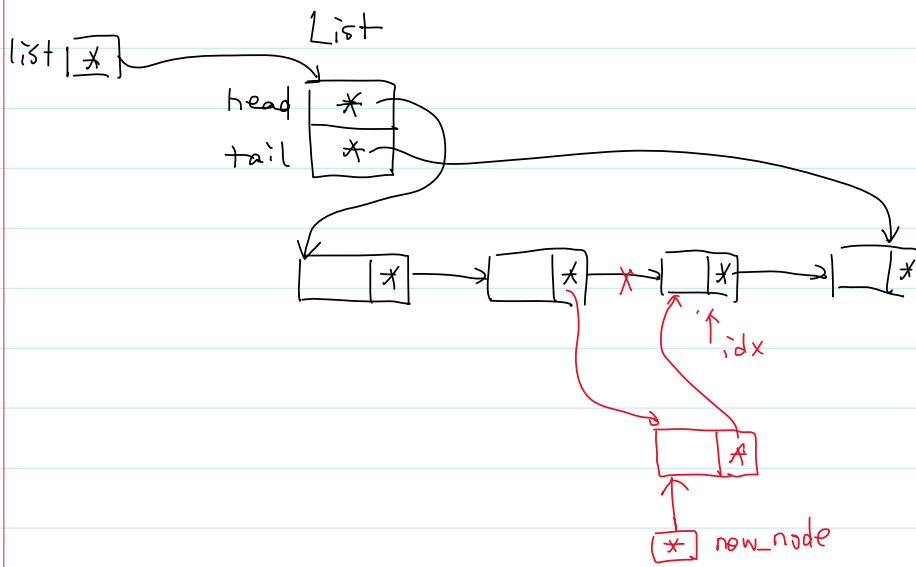 List
list *
head *
tail *
* * * *
x
idx
*
* new_node